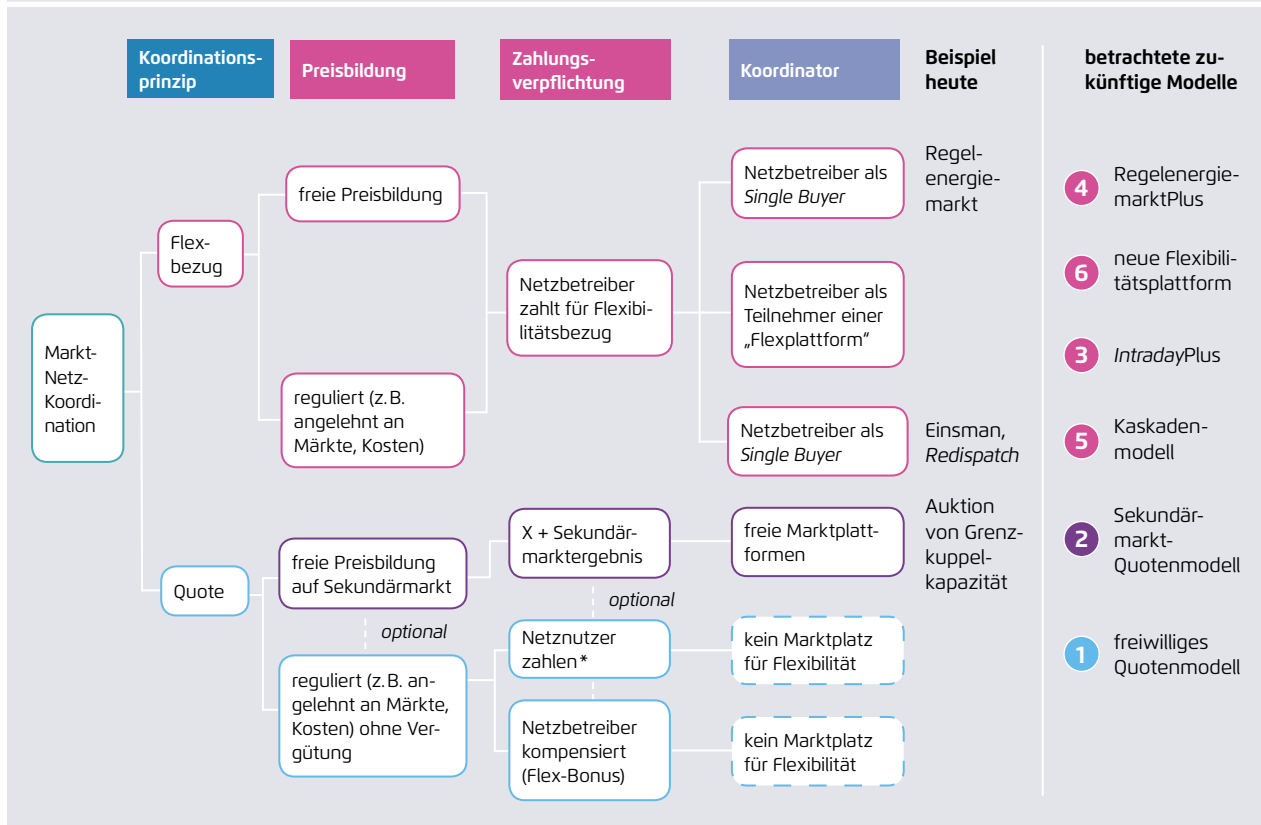 Koordinations-
prinzip
Preisbildung
Zahlungs-
verpflichtung
Koordinator
Beispiel
heute
betrachtete zu-
künftige Modelle
Markt-
Netz-
Koordi-
nation
Flex-
bezug
freie Preisbildung
reguliert (z. B.
angelehnt an
Märkte, Kosten)
Netzbetreiber
zahlt für Flexibi-
litätsbezug
Netzbetreiber als
Single Buyer
Regel-
energie-
markt
4
Regelenergie-
marktPlus
Netzbetreiber als
Teilnehmer einer
„Flexplattform“
6
neue Flexibili-
tätsplattform
3
IntradayPlus
Netzbetreiber als
Single Buyer
Einsman,
Redispatch
5
Kaskaden-
modell
Quote
freie Preisbildung
auf Sekundärmarkt
X + Sekundär-
marktergebnis
freie Marktplatt-
formen
Auktion
von Grenz-
kuppel-
kapazität
2
Sekundär-
markt-
Quotenmodell
optional
optional
reguliert (z. B. an-
gelehnt an Märkte,
Kosten) ohne Ver-
gütung
Netznutzer
zahlen*
kein Marktplatz
für Flexibilität
1
freiwilliges
Quotenmodell
Netzbetreiber
kompensiert
(Flex-Bonus)
kein Marktplatz
für Flexibilität